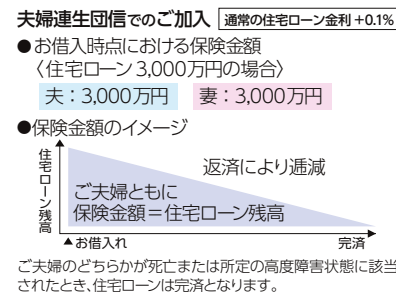 夫婦連生団信でのご加入 通常の住宅ローン金利+0.1%
●お借入時点における保険金額
〈住宅ローン3,000万円の場合〉
夫：3,000万円 妻：3,000万円
●保険金額のイメージ
住宅ローン残高
返済により逓減
ご夫婦ともに
保険金額＝住宅ローン残高
▲お借入れ 完済
ご夫婦のどちらかが死亡または所定の高度障害状態に該当
されたとき、住宅ローンは完済となります。